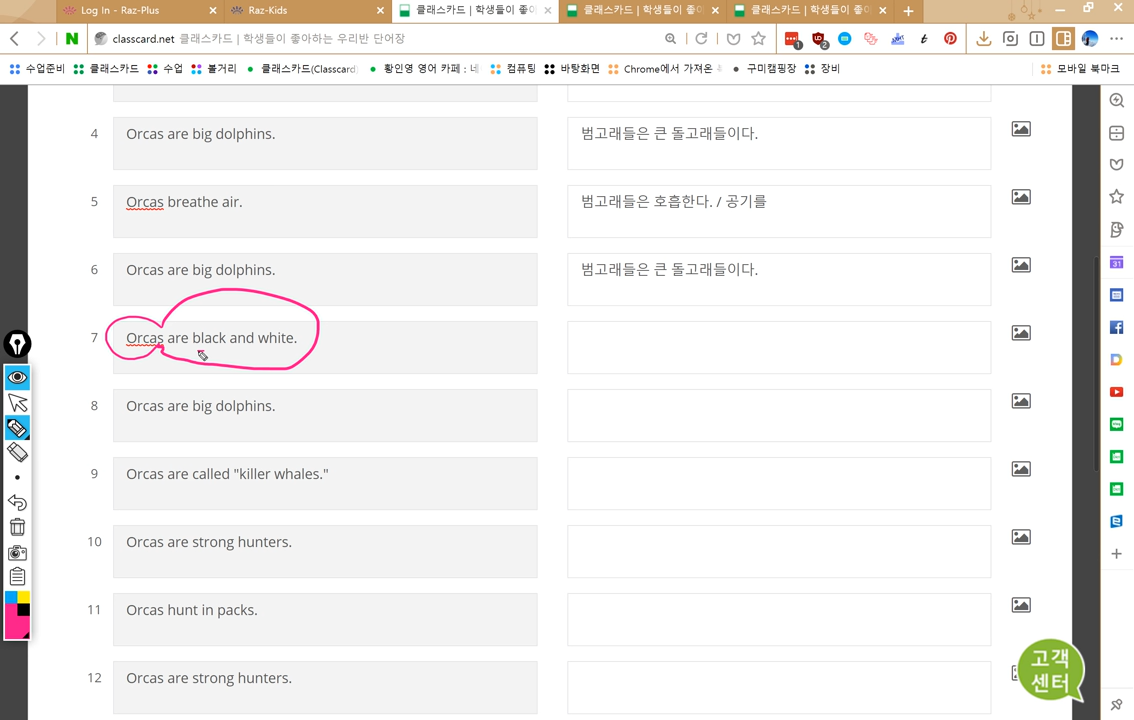 Log In - Raz-Plus
Raz-Kids
클래스카드 | 학생들이 좋아
클래스카드 | 학생들이 좋아
클래스카드 | 학생들이 좋아
N classcard.net 클래스카드 | 학생들이 좋아하는 우리반 단어장
수업준비 클래스카드 수업 볼거리 클래스카드(Classcard) 황인영 영어 카페 : 네 컴퓨팅 바탕화면 Chrome에서 가져온 구미캠핑장 장비 모바일 북마크
4 Orcas are big dolphins. 범고래들은 큰 돌고래들이다.
5 Orcas breathe air. 범고래들은 호흡한다. / 공기를
6 Orcas are big dolphins. 범고래들은 큰 돌고래들이다.
7 Orcas are black and white.
8 Orcas are big dolphins.
9 Orcas are called "killer whales."
10 Orcas are strong hunters.
11 Orcas hunt in packs.
12 Orcas are strong hunters.
고객
센터